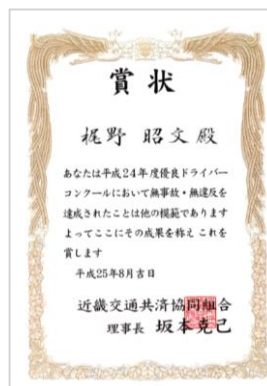 賞状
梶野 昭文 殿
あなたは平成24年度優良ドライバー
コンクールにおいて無事故・無違反を
達成されたことは他の模範であります
よってここにその成果を称え これを
賞します
平成25年8月吉日
近畿交通共済協同組合
理事長 坂本克己